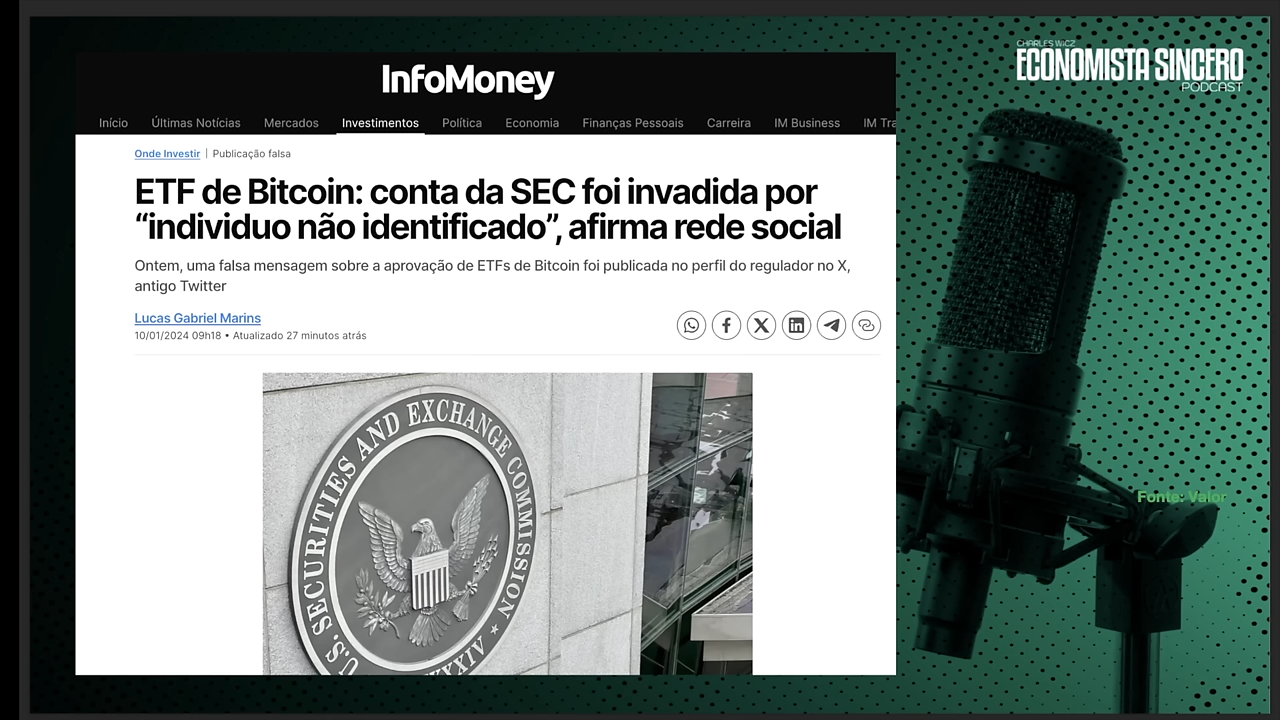 CHARLES WICZ
ECONOMISTA SINCERO
PODCAST
InfoMoney
Início Últimas Notícias Mercados Investimentos Política Economia Finanças Pessoais Carreira IM Business IM Tra
Onde Investir | Publicação falsa
ETF de Bitcoin: conta da SEC foi invadida por
“individuo não identificado”, afirma rede social
Ontem, uma falsa mensagem sobre a aprovação de ETFs de Bitcoin foi publicada no perfil do regulador no X,
antigo Twitter
Lucas Gabriel Marins
10/01/2024 09h18 • Atualizado 27 minutos atrás
U.S. SECURITIES AND EXCHANGE COMMISSION
XXXIV
Fonte: Valor